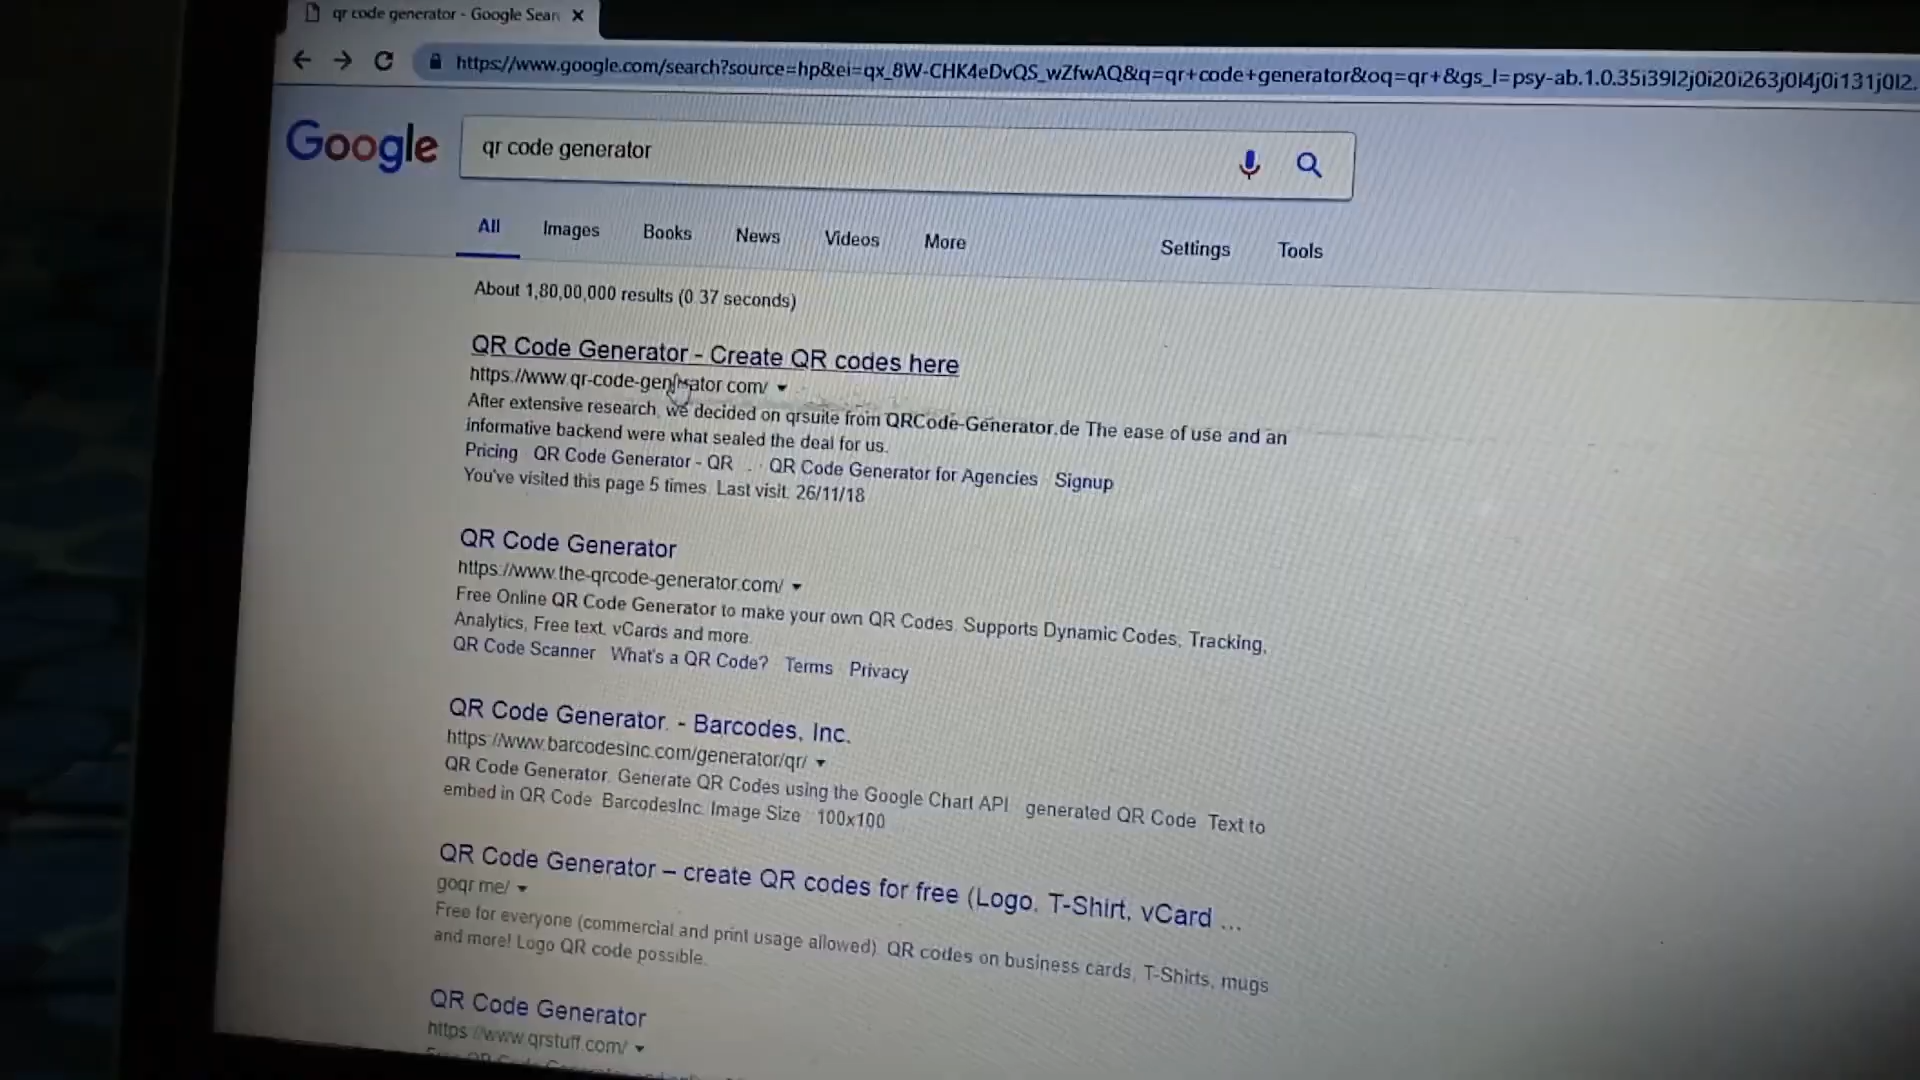 qr code generator - Google Sear
https://www.google.com/search?source=hp&ei=qx_8W-CHK4eDvQS_wZfwAQ&q=qr+code+generator&oq=qr+&gs_l=psy-ab.1.0.35i39l2j0i20i263j0l4j0i131j0l2.
Google
qr code generator
All Images Books News Videos More Settings Tools
About 1,80,00,000 results (0.37 seconds)
QR Code Generator - Create QR codes here
https://www.qr-code-generator.com/
After extensive research, we decided on qrsuite from QRCode-Generator.de The ease of use and an
informative backend were what sealed the deal for us.
Pricing QR Code Generator - QR ... QR Code Generator for Agencies Signup
You've visited this page 5 times. Last visit: 26/11/18
QR Code Generator
https://www.the-qrcode-generator.com/
Free Online QR Code Generator to make your own QR Codes. Supports Dynamic Codes, Tracking,
Analytics, Free text, vCards and more.
QR Code Scanner What's a QR Code? Terms Privacy
QR Code Generator. - Barcodes, Inc.
https://www.barcodesinc.com/generator/qr/
QR Code Generator. Generate QR Codes using the Google Chart API generated QR Code Text to
embed in QR Code BarcodesInc. Image Size 100x100
QR Code Generator – create QR codes for free (Logo, T-Shirt, vCard ...
goqr.me/
Free for everyone (commercial and print usage allowed). QR codes on business cards, T-Shirts, mugs
and more! Logo QR code possible.
QR Code Generator
https://www.qrstuff.com/